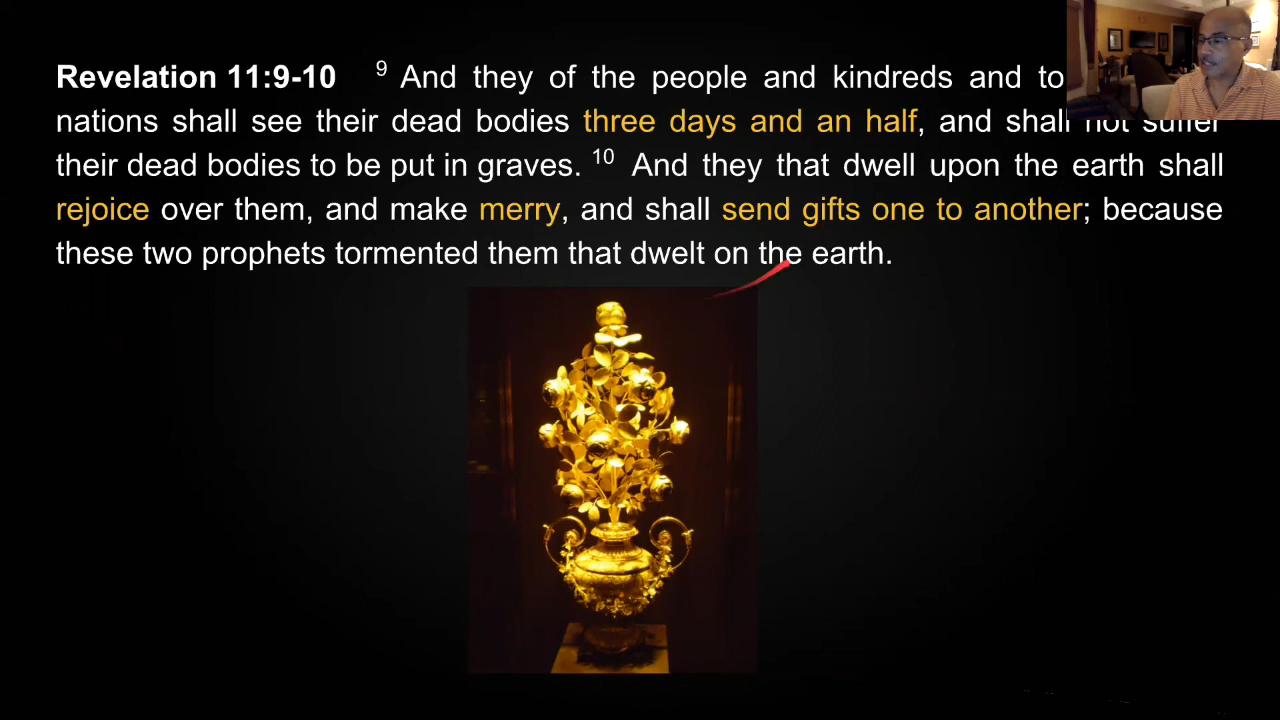 Revelation 11:9-10 9 And they of the people and kindreds and to
nations shall see their dead bodies three days and an half, and shall not suffer
their dead bodies to be put in graves. 10 And they that dwell upon the earth shall
rejoice over them, and make merry, and shall send gifts one to another; because
these two prophets tormented them that dwelt on the earth.